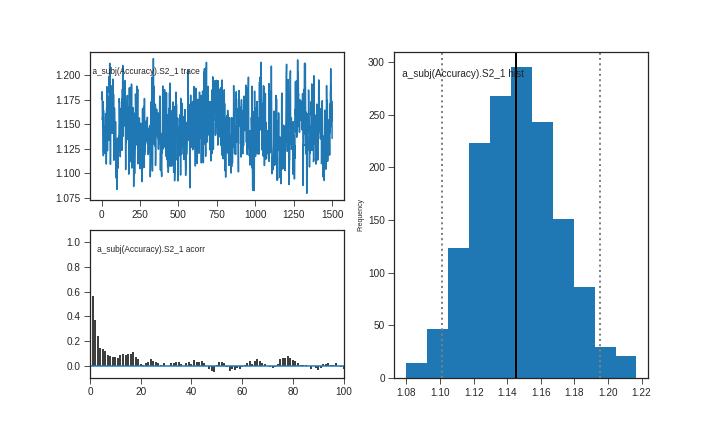 a_subj(Accuracy).S2_1 trace
1.200
1.175
1.150
1.125
1.100
1.075
0 250 500 750 1000 1250 1500
a_subj(Accuracy).S2_1 acorr
1.0
0.8
0.6
0.4
0.2
0.0
0 20 40 60 80 100
a_subj(Accuracy).S2_1 hist
Frequency
300
250
200
150
100
50
0
1.08 1.10 1.12 1.14 1.16 1.18 1.20 1.22